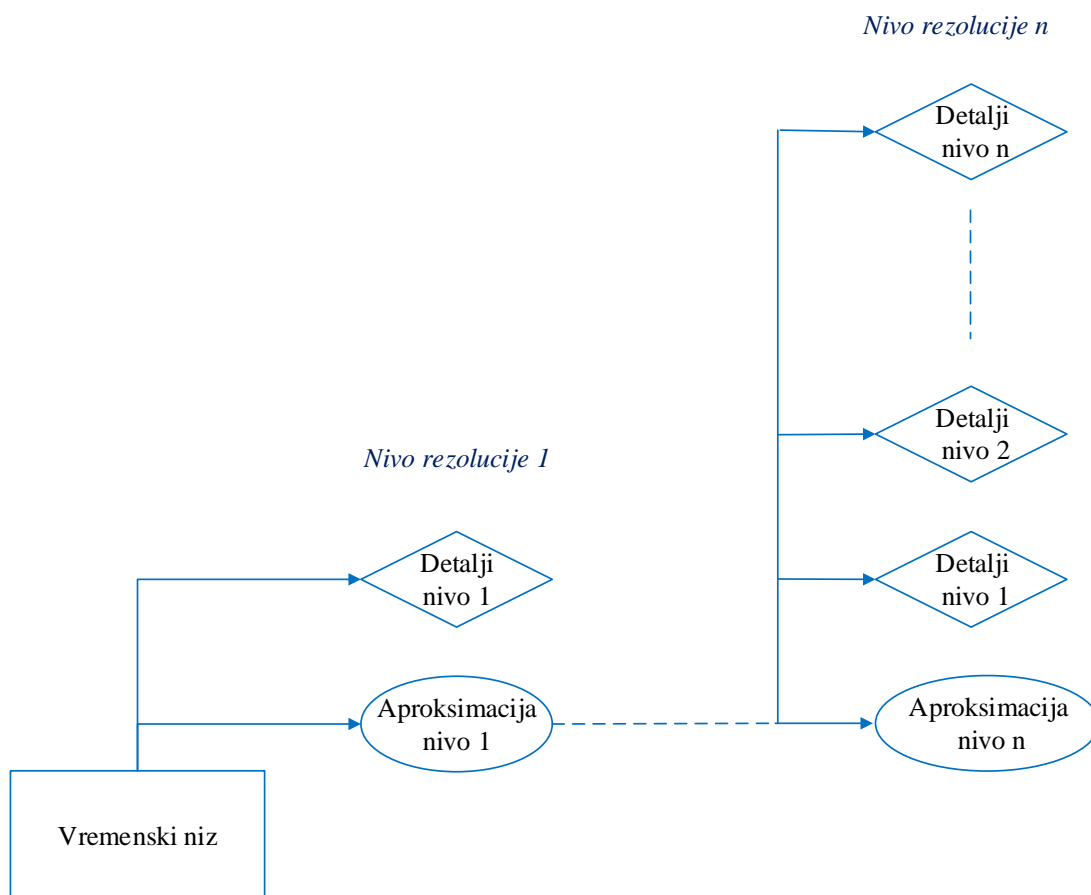 Nivo rezolucije n
Detalji
nivo n
Detalji
nivo 2
Nivo rezolucije 1
Detalji
nivo 1
Detalji
nivo 1
Aproksimacija
nivo 1
Aproksimacija
nivo n
Vremenski niz